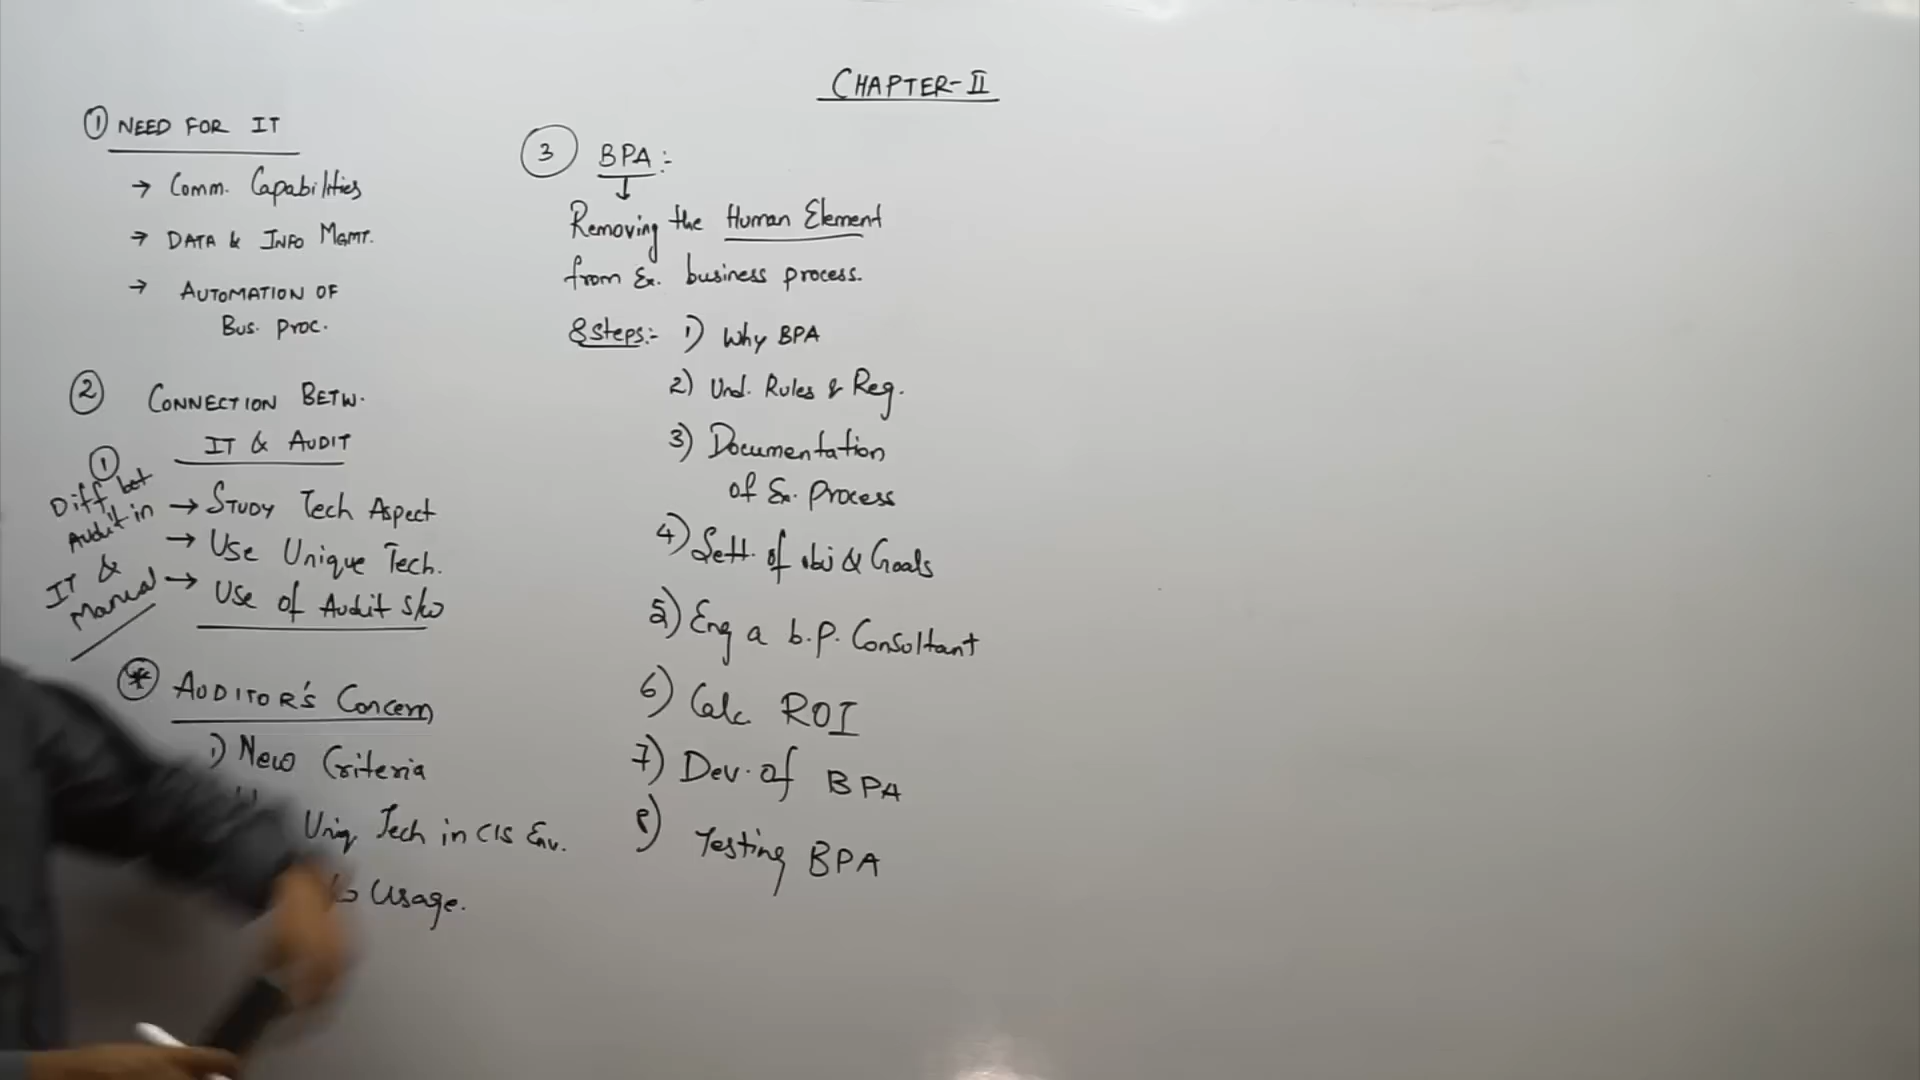 CHAPTER-II
① NEED FOR IT
→ Comm. Capabilities
→ DATA & INFO MGMT.
→ AUTOMATION OF
BUS. PROC.
② CONNECTION BETW.
IT & AUDIT
①
Diff bet
Audit in
IT &
Manual
→ STUDY Tech Aspect
→ Use Unique Tech.
→ Use of Audit S/W
* AUDITOR'S Concern
1) New Criteria
Uniq Tech in CIS Env.
Usage.
③ BPA :-
↓
Removing the Human Element
from Ex. business process.
8 Steps:- 1) Why BPA
2) Und. Rules & Reg.
3) Documentation
of Ex. Process
4) Sett. of obj & Goals
5) Eng a b.p. Consultant
6) Calc ROI
7) Dev. of BPA
8) Testing BPA